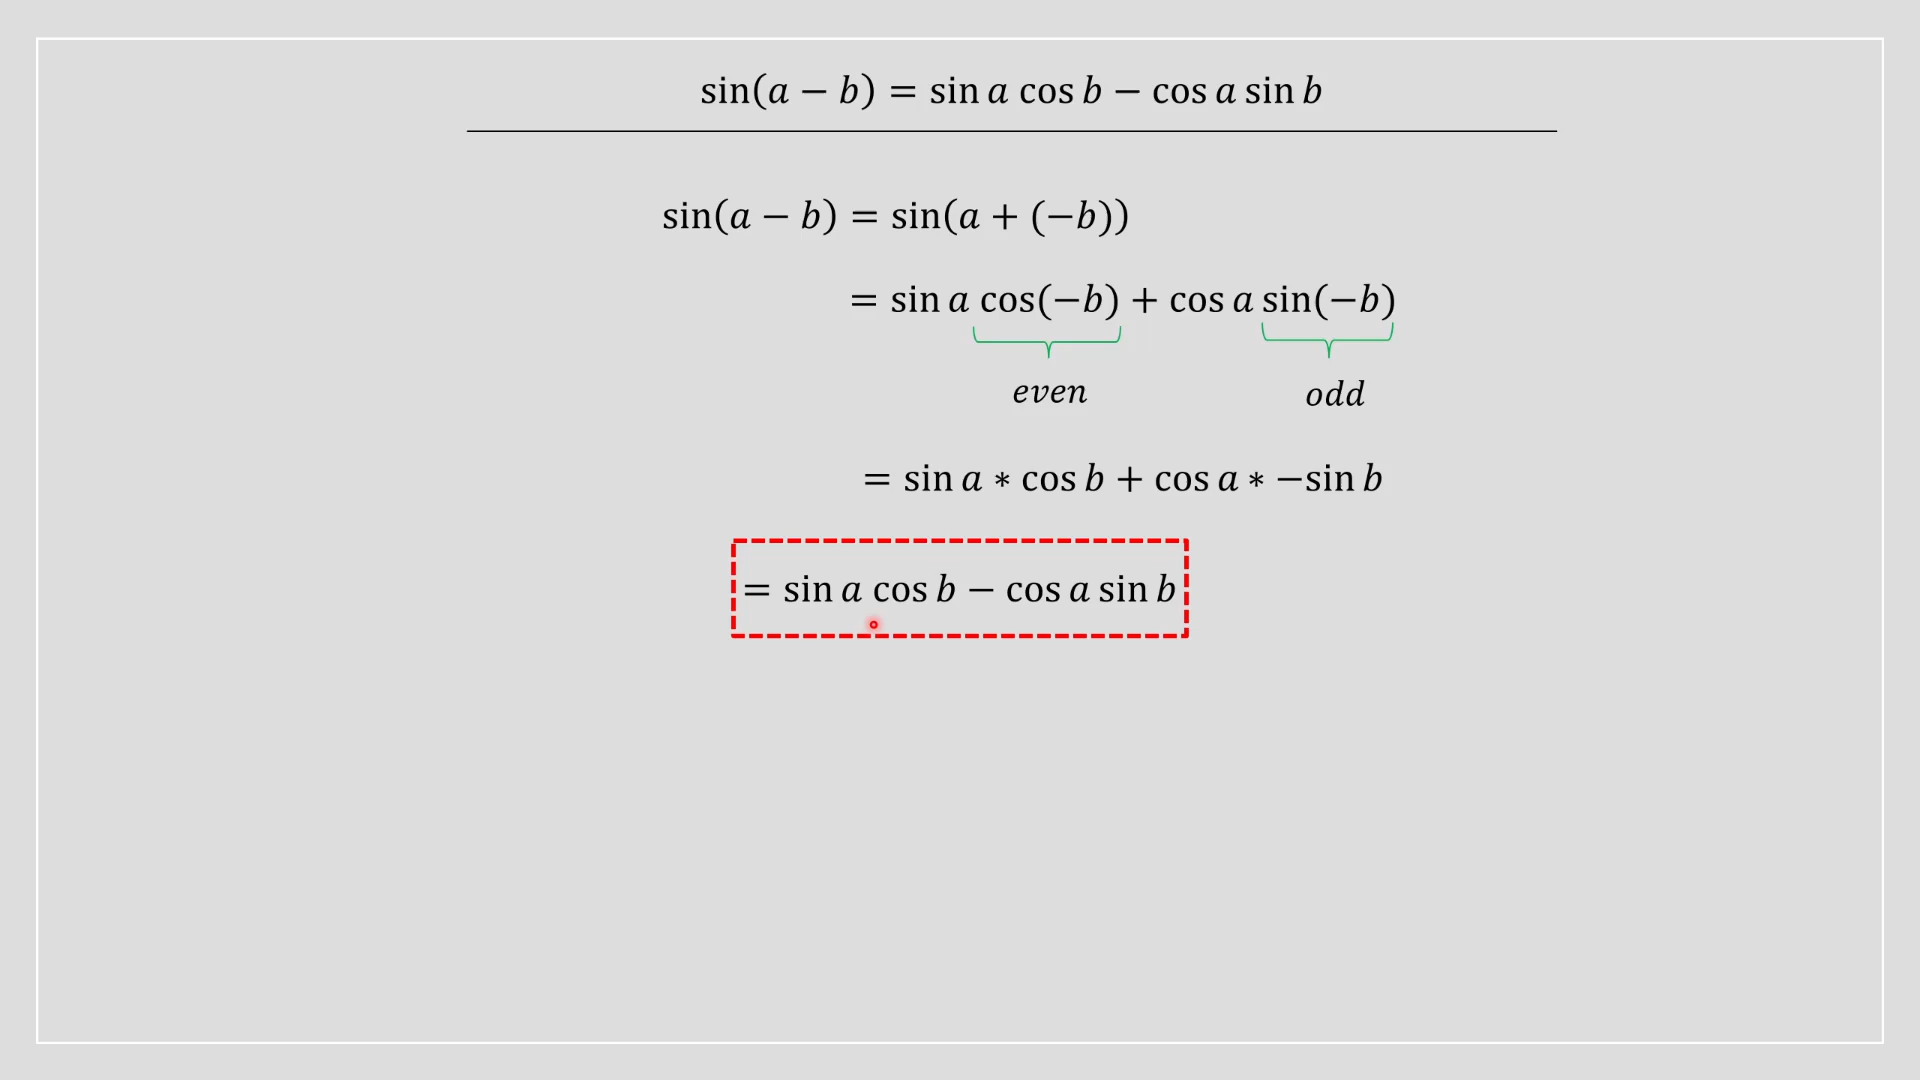 sin(a − b) = sin a cos b − cos a sin b
sin(a − b) = sin(a + (−b))
= sin a cos(−b) + cos a sin(−b)
even odd
= sin a ∗ cos b + cos a ∗ −sin b
= sin a cos b − cos a sin b